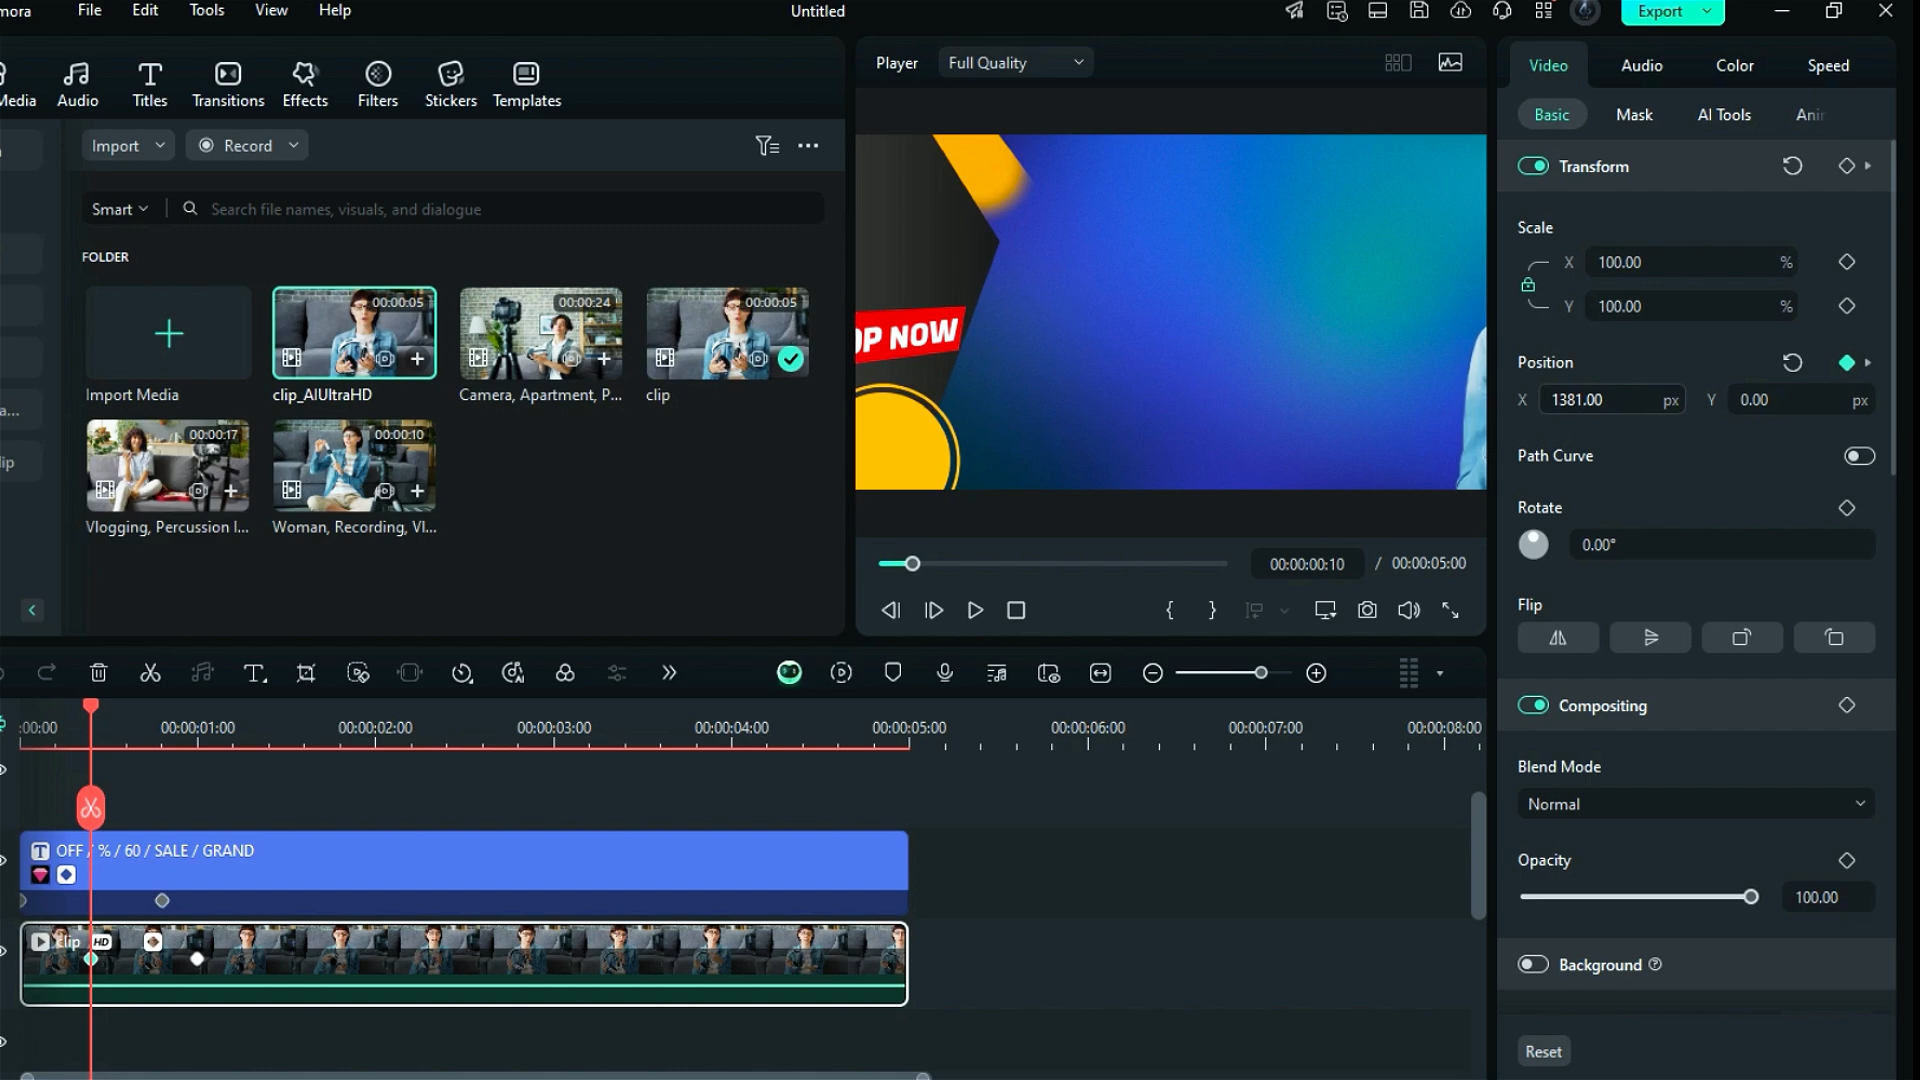 mora File Edit Tools View Help Untitled Export
Media Audio Titles Transitions Effects Filters Stickers Templates
Import Record
Smart Search file names, visuals, and dialogue
FOLDER
00:00:05 00:00:24 00:00:05
Import Media clip_AIUltraHD Camera, Apartment, P... clip
00:00:17 00:00:10
Vlogging, Percussion I... Woman, Recording, Vl...
a...
lip
Player Full Quality
OP NOW
00:00:00:10 / 00:00:05:00
Video Audio Color Speed
Basic Mask AI Tools Ani
Transform
Scale
X 100.00 %
Y 100.00 %
Position
X 1381.00 px Y 0.00 px
Path Curve
Rotate
0.00°
Flip
Compositing
Blend Mode
Normal
Opacity
100.00
Background
Reset
:00:00 00:00:01:00 00:00:02:00 00:00:03:00 00:00:04:00 00:00:05:00 00:00:06:00 00:00:07:00 00:00:08:00
OFF / % / 60 / SALE / GRAND
clip HD